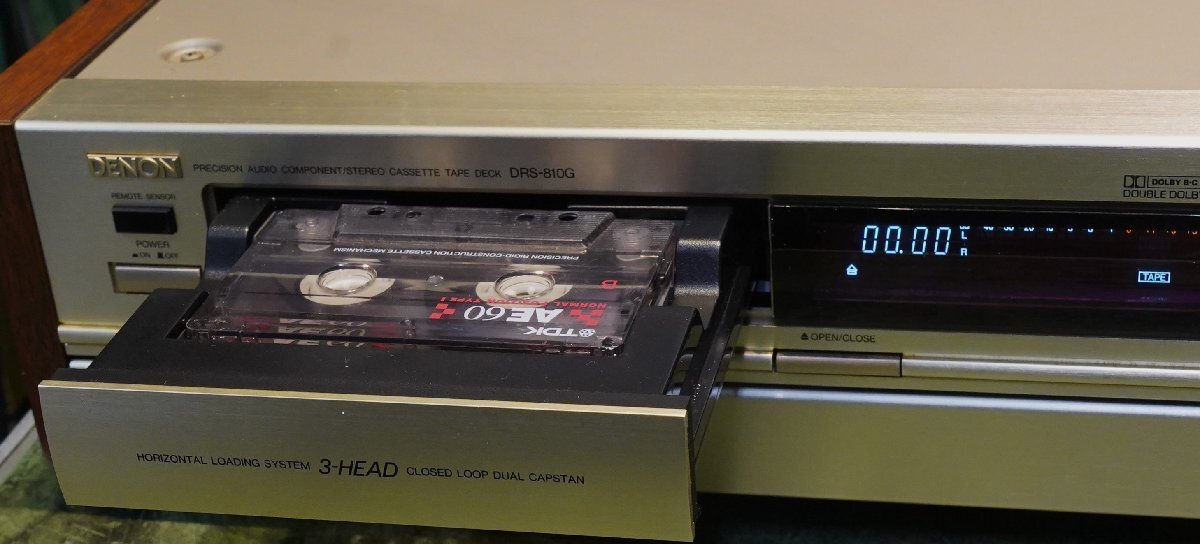 DENON PRECISION AUDIO COMPONENT/STEREO CASSETTE TAPE DECK DRS-810G
REMOTE SENSOR
POWER
ON OFF
DOLBY B-C
DOUBLE DOLBY
00.00
L
R
TAPE
OPEN/CLOSE
PRECISION RIGID-CONSTRUCTION CASSETTE MECHANISM
B
NORMAL POSITION TYPE I
AE 60
TDK
HORIZONTAL LOADING SYSTEM 3-HEAD CLOSED LOOP DUAL CAPSTAN